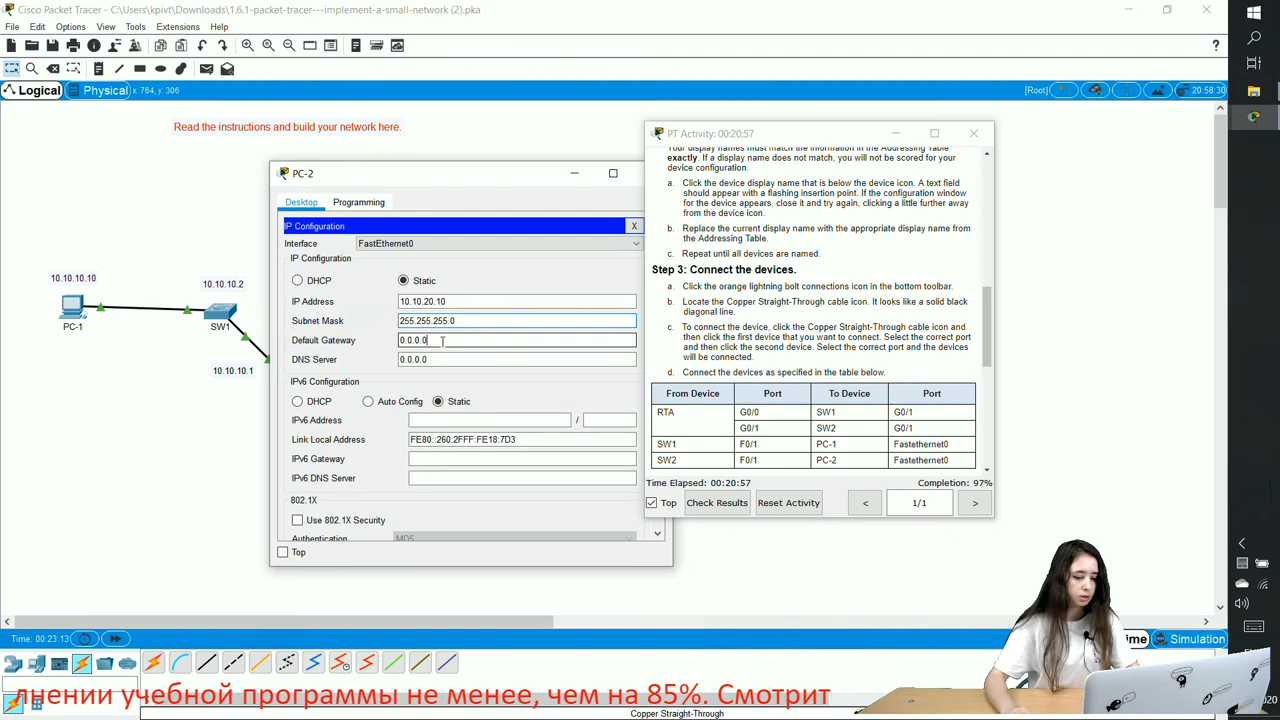 Cisco Packet Tracer - C:\Users\kpivt\Downloads\1.6.1-packet-tracer---implement-a-small-network (2).pka
File Edit Options View Tools Extensions Help
Logical Physical x: 764, y: 306 [Root] 20:58:30
Read the instructions and build your network here.
10.10.10.10
PC-1
10.10.10.2
SW1
10.10.10.1
PC-2
Desktop Programming
IP Configuration X
Interface FastEthernet0
IP Configuration
DHCP Static
IP Address 10.10.20.10
Subnet Mask 255.255.255.0
Default Gateway 0.0.0.0
DNS Server 0.0.0.0
IPv6 Configuration
DHCP Auto Config Static
IPv6 Address /
Link Local Address FE80::260:2FFF:FE18:7D3
IPv6 Gateway
IPv6 DNS Server
802.1X
Use 802.1X Security
Authentication MD5
Top
PT Activity: 00:20:57
Your display names must match the information in the Addressing Table
exactly. If a display name does not match, you will not be scored for your
device configuration.
a. Click the device display name that is below the device icon. A text field
should appear with a flashing insertion point. If the configuration window
for the device appears, close it and try again, clicking a little further away
from the device icon.
b. Replace the current display name with the appropriate display name from
the Addressing Table.
c. Repeat until all devices are named.
Step 3: Connect the devices.
a. Click the orange lightning bolt connections icon in the bottom toolbar.
b. Locate the Copper Straight-Through cable icon. It looks like a solid black
diagonal line.
c. To connect the device, click the Copper Straight-Through cable icon and
then click the first device that you want to connect. Select the correct port
and then click the second device. Select the correct port and the devices
will be connected.
d. Connect the devices as specified in the table below.
From Device Port To Device Port
RTA G0/0 SW1 G0/1
G0/1 SW2 G0/1
SW1 F0/1 PC-1 Fastethernet0
SW2 F0/1 PC-2 Fastethernet0
Time Elapsed: 00:20:57 Completion: 97%
Top Check Results Reset Activity < 1/1 >
Time: 00:23:13 Simulation
лнении учебной программы не менее, чем на 85%. Смотрит
Copper Straight-Through